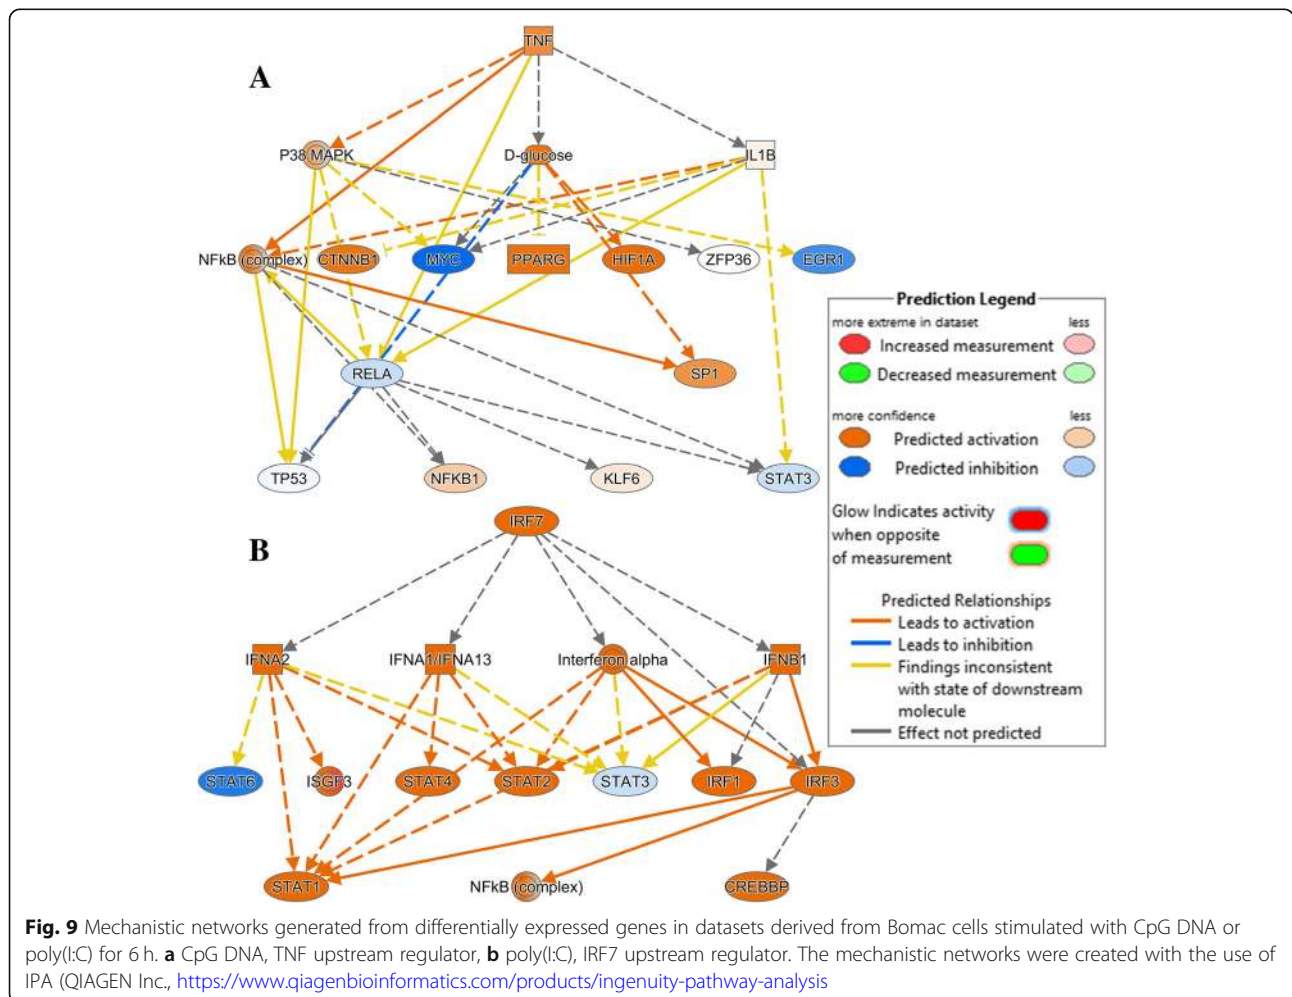 TNF
A
P38 MAPK
D-glucose
IL1B
NFkB (complex)
CTNNB1
MYC
PPARG
HIF1A
ZFP36
EGR1
RELA
SP1
TP53
NFKB1
KLF6
STAT3
B
IRF7
IFNA2
IFNA1/IFNA13
Interferon alpha
IFNB1
STAT6
ISGF3
STAT4
STAT2
STAT3
IRF1
IRF3
STAT1
NFkB (complex)
CREBBP
Prediction Legend
more extreme in dataset
less
Increased measurement
Decreased measurement
more confidence
less
Predicted activation
Predicted inhibition
Glow Indicates activity
when opposite
of measurement
Predicted Relationships
Leads to activation
Leads to inhibition
Findings inconsistent
with state of downstream
molecule
Effect not predicted
Fig. 9 Mechanistic networks generated from differentially expressed genes in datasets derived from Bomac cells stimulated with CpG DNA or
poly(I:C) for 6 h. a CpG DNA, TNF upstream regulator, b poly(I:C), IRF7 upstream regulator. The mechanistic networks were created with the use of
IPA (QIAGEN Inc., https://www.qiagenbioinformatics.com/products/ingenuity-pathway-analysis